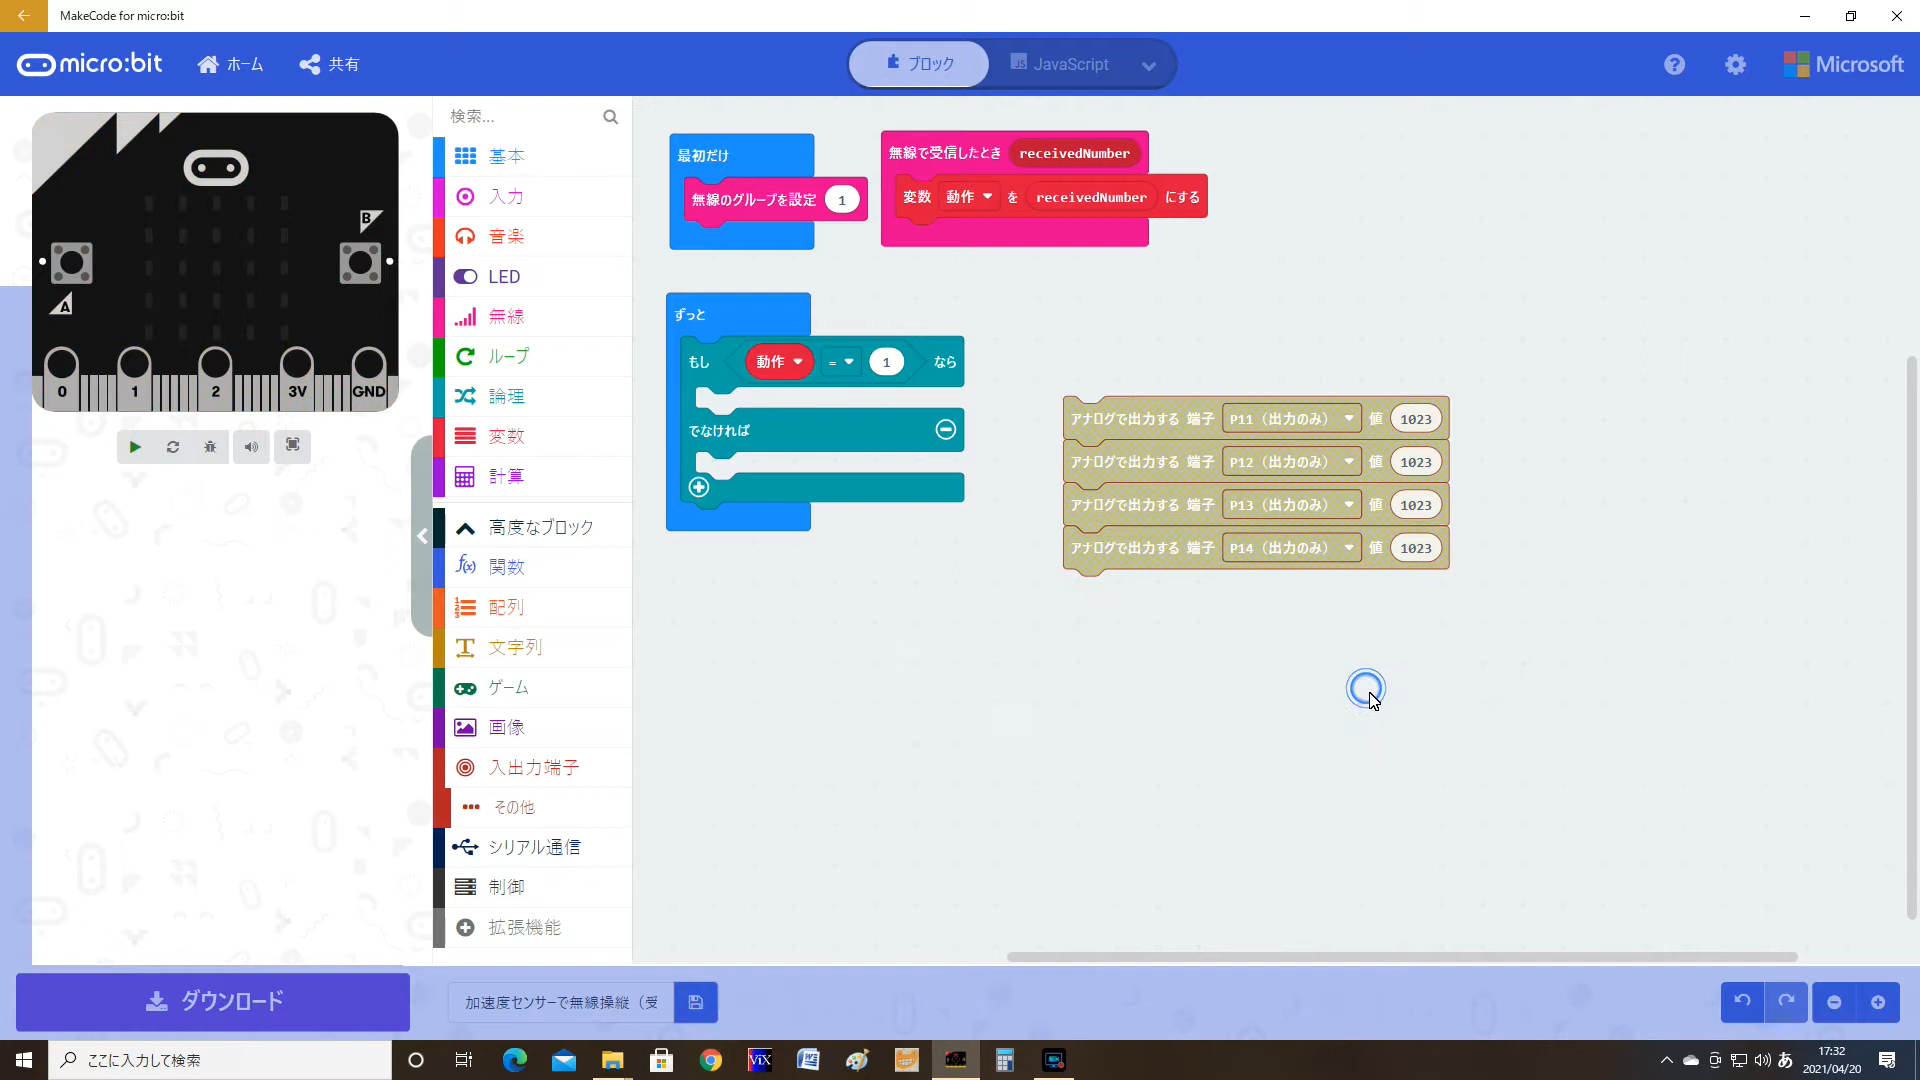 MakeCode for micro:bit
micro:bit
ホーム
共有
ブロック
JavaScript
Microsoft
検索...
基本
入力
音楽
LED
無線
ループ
論理
変数
計算
高度なブロック
関数
配列
文字列
ゲーム
画像
入出力端子
その他
シリアル通信
制御
拡張機能
A
B
0 1 2 3V GND
最初だけ
無線のグループを設定 1
無線で受信したとき receivedNumber
変数 動作 を receivedNumber にする
ずっと
もし 動作 = 1 なら
でなければ
アナログで出力する 端子 P11（出力のみ） 値 1023
アナログで出力する 端子 P12（出力のみ） 値 1023
アナログで出力する 端子 P13（出力のみ） 値 1023
アナログで出力する 端子 P14（出力のみ） 値 1023
ダウンロード
加速度センサーで無線操縦（受
ここに入力して検索
ViX
あ
17:32
2021/04/20